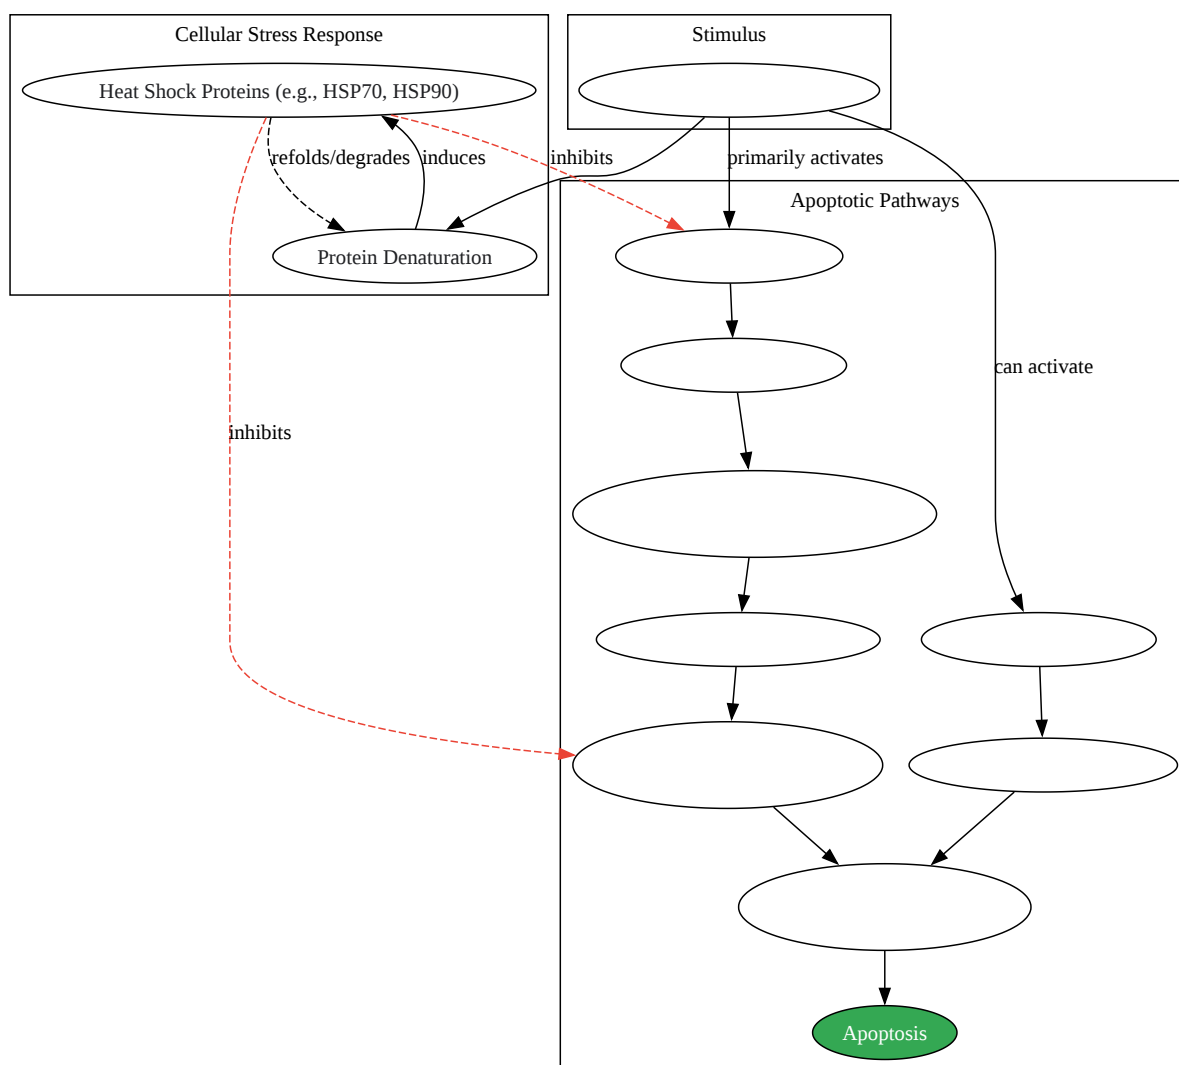 Cellular Stress Response
Stimulus
Heat Shock Proteins (e.g., HSP70, HSP90)
refolds/degrades
induces
inhibits
primarily activates
Apoptotic Pathways
Protein Denaturation
can activate
inhibits
Apoptosis